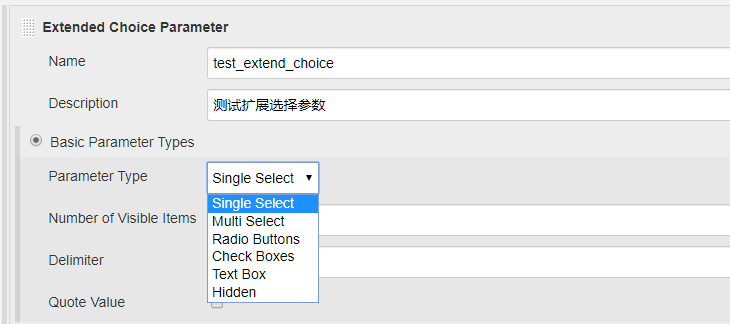 Extended Choice Parameter
Name
test_extend_choice
Description
测试扩展选择参数
Basic Parameter Types
Parameter Type
Single Select
Single Select
Multi Select
Radio Buttons
Check Boxes
Text Box
Hidden
Number of Visible Items
Delimiter
Quote Value